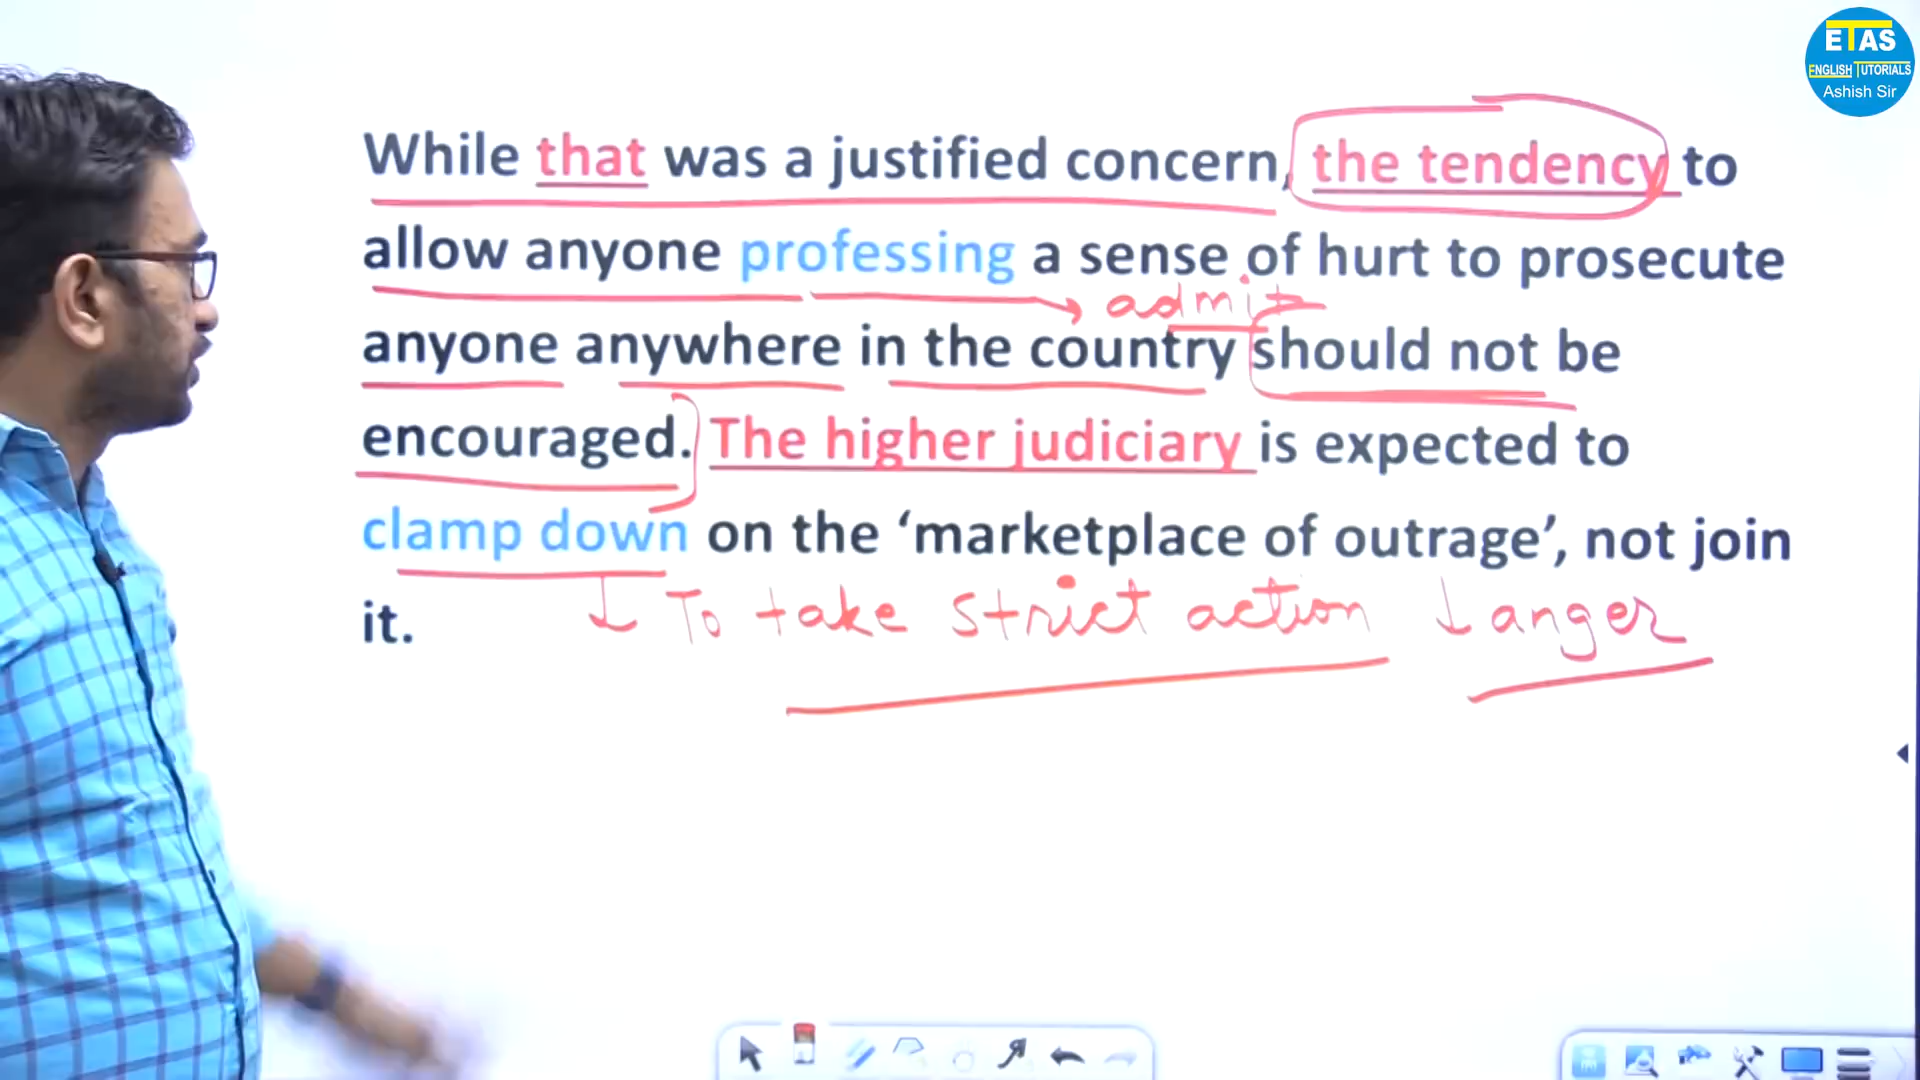 ETAS
ENGLISH TUTORIALS
Ashish Sir
While that was a justified concern, the tendency to
allow anyone professing a sense of hurt to prosecute
admit
anyone anywhere in the country should not be
encouraged. The higher judiciary is expected to
clamp down on the ‘marketplace of outrage’, not join
it.
↓ To take strict action ↓ anger